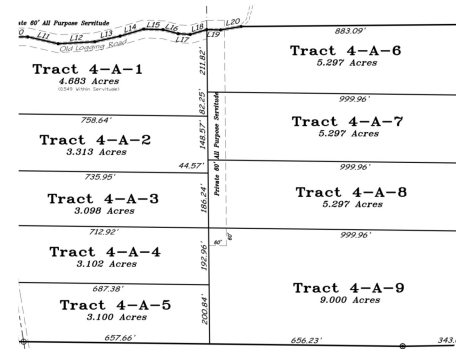 ate 60' All Purpose Servitude
L11
L12
L13
L14
L15
L16
L17
L18
L19
L20
Old Logging Road
883.09'
Tract 4-A-6
5.297 Acres
211.82'
Tract 4-A-1
4.683 Acres
82.25'
999.96'
758.64'
Tract 4-A-7
5.297 Acres
148.57'
Private 60' All Purpose Servitude
Tract 4-A-2
3.313 Acres
44.57'
999.96'
735.95'
Tract 4-A-8
5.297 Acres
186.24'
Tract 4-A-3
3.098 Acres
712.92'
999.96'
60'
60'
192.96'
Tract 4-A-4
3.102 Acres
Tract 4-A-9
9.000 Acres
687.38'
Tract 4-A-5
3.100 Acres
200.84'
657.66'
656.23'
343.